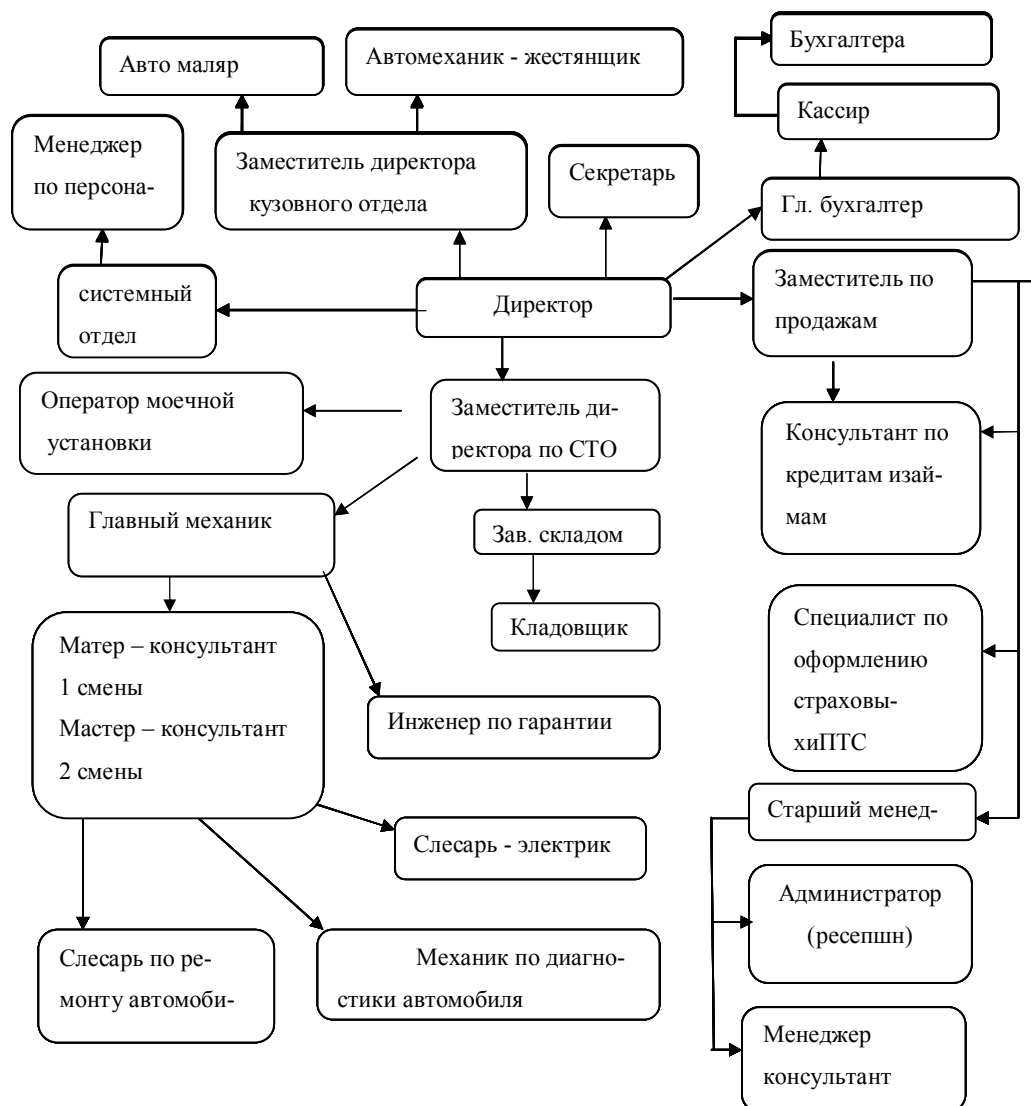 Бухгалтера
Автомеханик - жестянщик
Авто маляр
Кассир
Менеджер
по персона-
Заместитель директора
кузовного отдела
Секретарь
Гл. бухгалтер
системный
отдел
Директор
Заместитель по
продажам
Оператор моечной
установки
Заместитель ди-
ректора по СТО
Консультант по
кредитам изай-
мам
Главный механик
Зав. складом
Кладовщик
Специалист по
оформлению
страховы-
хиПТС
Матер – консультант
1 смены
Мастер – консультант
2 смены
Инженер по гарантии
Старший менед-
Слесарь - электрик
Администратор
(ресепшн)
Слесарь по ре-
монту автомоби-
Механик по диагно-
стики автомобиля
Менеджер
консультант